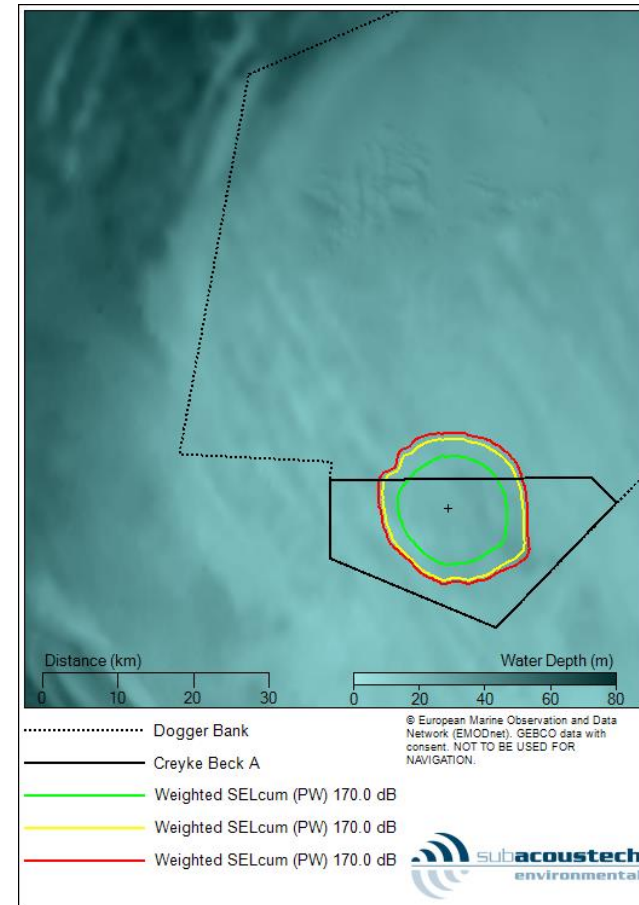 Distance (km)
0 10 20 30
Water Depth (m)
0 20 40 60 80
Dogger Bank
Creyke Beck A
Weighted SELcum (PW) 170.0 dB
Weighted SELcum (PW) 170.0 dB
Weighted SELcum (PW) 170.0 dB
© European Marine Observation and Data
Network (EMODnet). GEBCO data with
consent. NOT TO BE USED FOR
NAVIGATION.
subacoustech
environmental